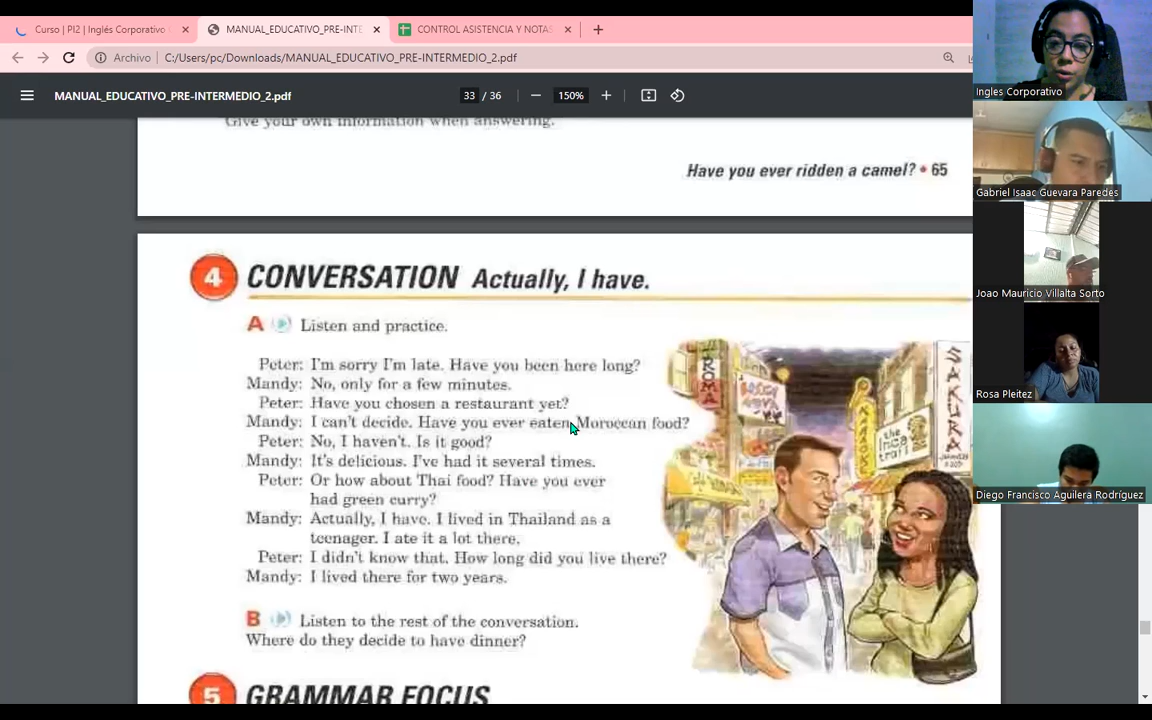 Curso | PI2 | Inglés Corporativo
MANUAL_EDUCATIVO_PRE-INTE
CONTROL ASISTENCIA Y NOTAS
Archivo
C:/Users/pc/Downloads/MANUAL_EDUCATIVO_PRE-INTERMEDIO_2.pdf
MANUAL_EDUCATIVO_PRE-INTERMEDIO_2.pdf
33 / 36
150%
Give your own information when answering.
Have you ever ridden a camel? • 65
4 CONVERSATION Actually, I have.
A Listen and practice.
Peter: I'm sorry I'm late. Have you been here long?
Mandy: No, only for a few minutes.
Peter: Have you chosen a restaurant yet?
Mandy: I can't decide. Have you ever eaten Moroccan food?
Peter: No, I haven't. Is it good?
Mandy: It's delicious. I've had it several times.
Peter: Or how about Thai food? Have you ever
had green curry?
Mandy: Actually, I have. I lived in Thailand as a
teenager. I ate it a lot there.
Peter: I didn't know that. How long did you live there?
Mandy: I lived there for two years.
B Listen to the rest of the conversation.
Where do they decide to have dinner?
5 GRAMMAR FOCUS
ROMA
BOSSA
NOVA
KARAOKE
the
Inca
trail
SAKURA
Ingles Corporativo
Gabriel Isaac Guevara Paredes
Joao Mauricio Villalta Sorto
Rosa Pleitez
Diego Francisco Aguilera Rodríguez